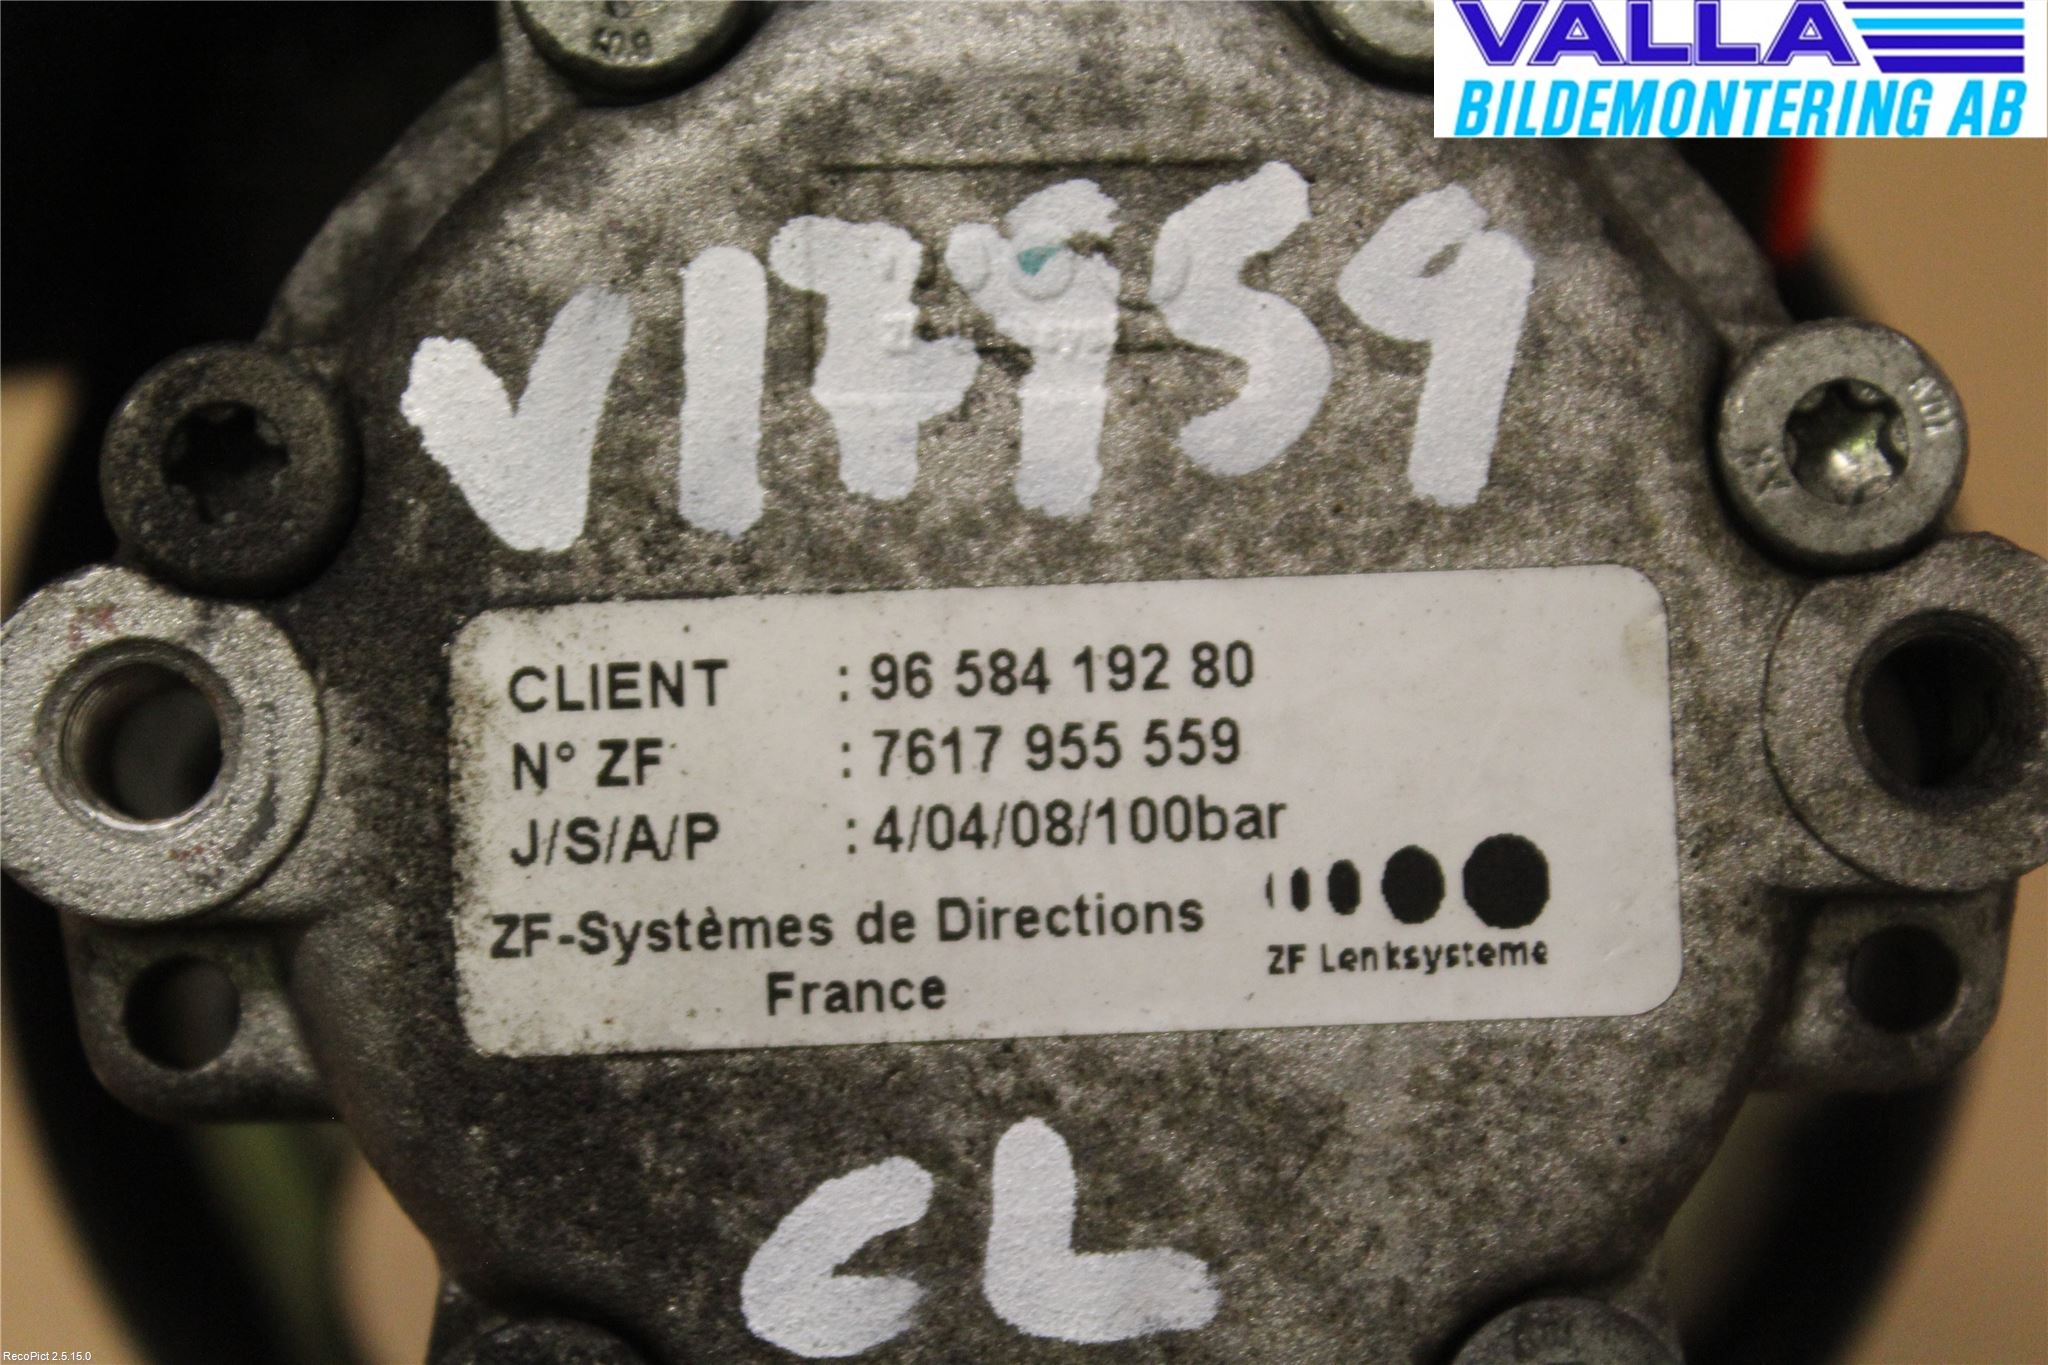 VALLA
BILDEMONTERING AB
V17959
CLIENT : 96 584 192 80
N° ZF : 7617 955 559
J/S/A/P : 4/04/08/100bar
ZF-Systèmes de Directions
France
ZF Lenksysteme
CL
RecoPict 2.5.15.0